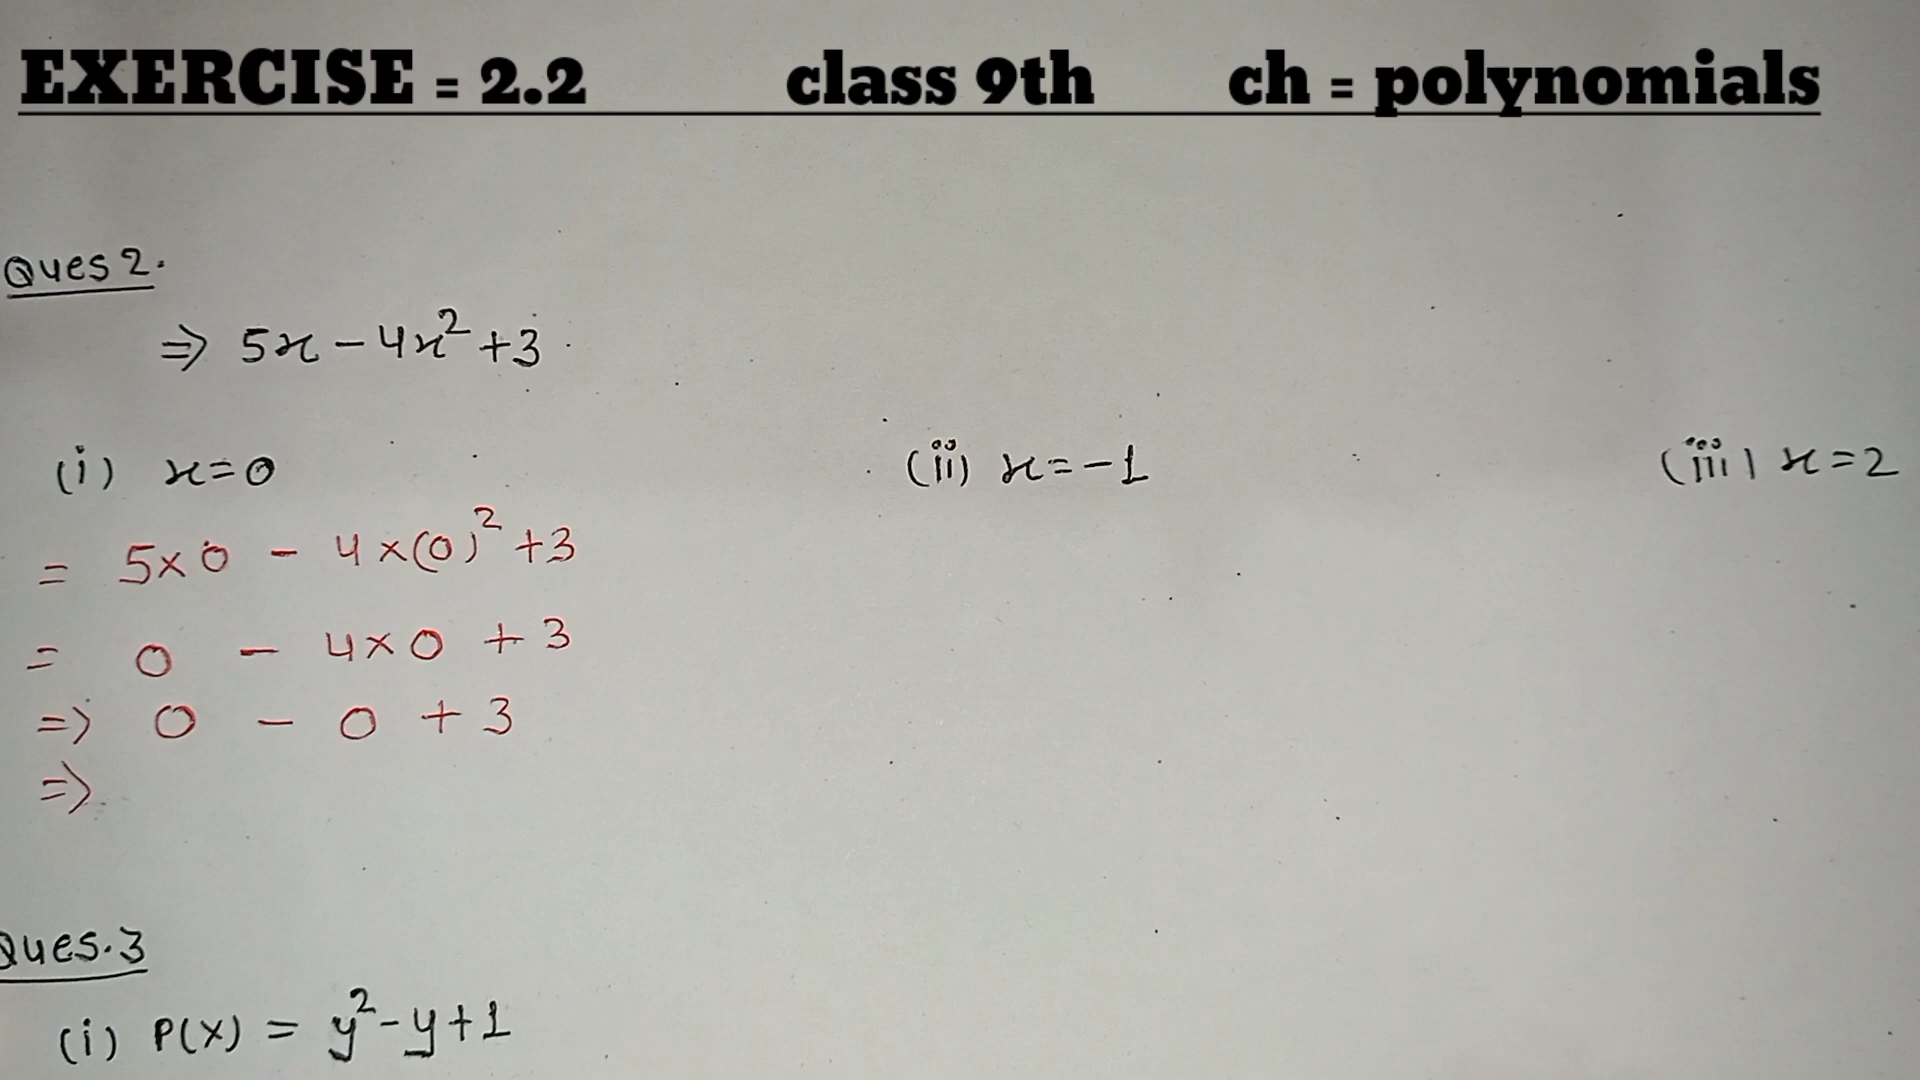 EXERCISE = 2.2 class 9th ch = polynomials
Ques 2.
⇒ 5x - 4x² + 3
(i) x=0 (ii) x=-1 (iii) x=2
= 5×0 - 4×(0)² +3
= 0 - 4×0 + 3
=> 0 - 0 + 3
=>
Ques.3
(i) P(X) = y²-y+1